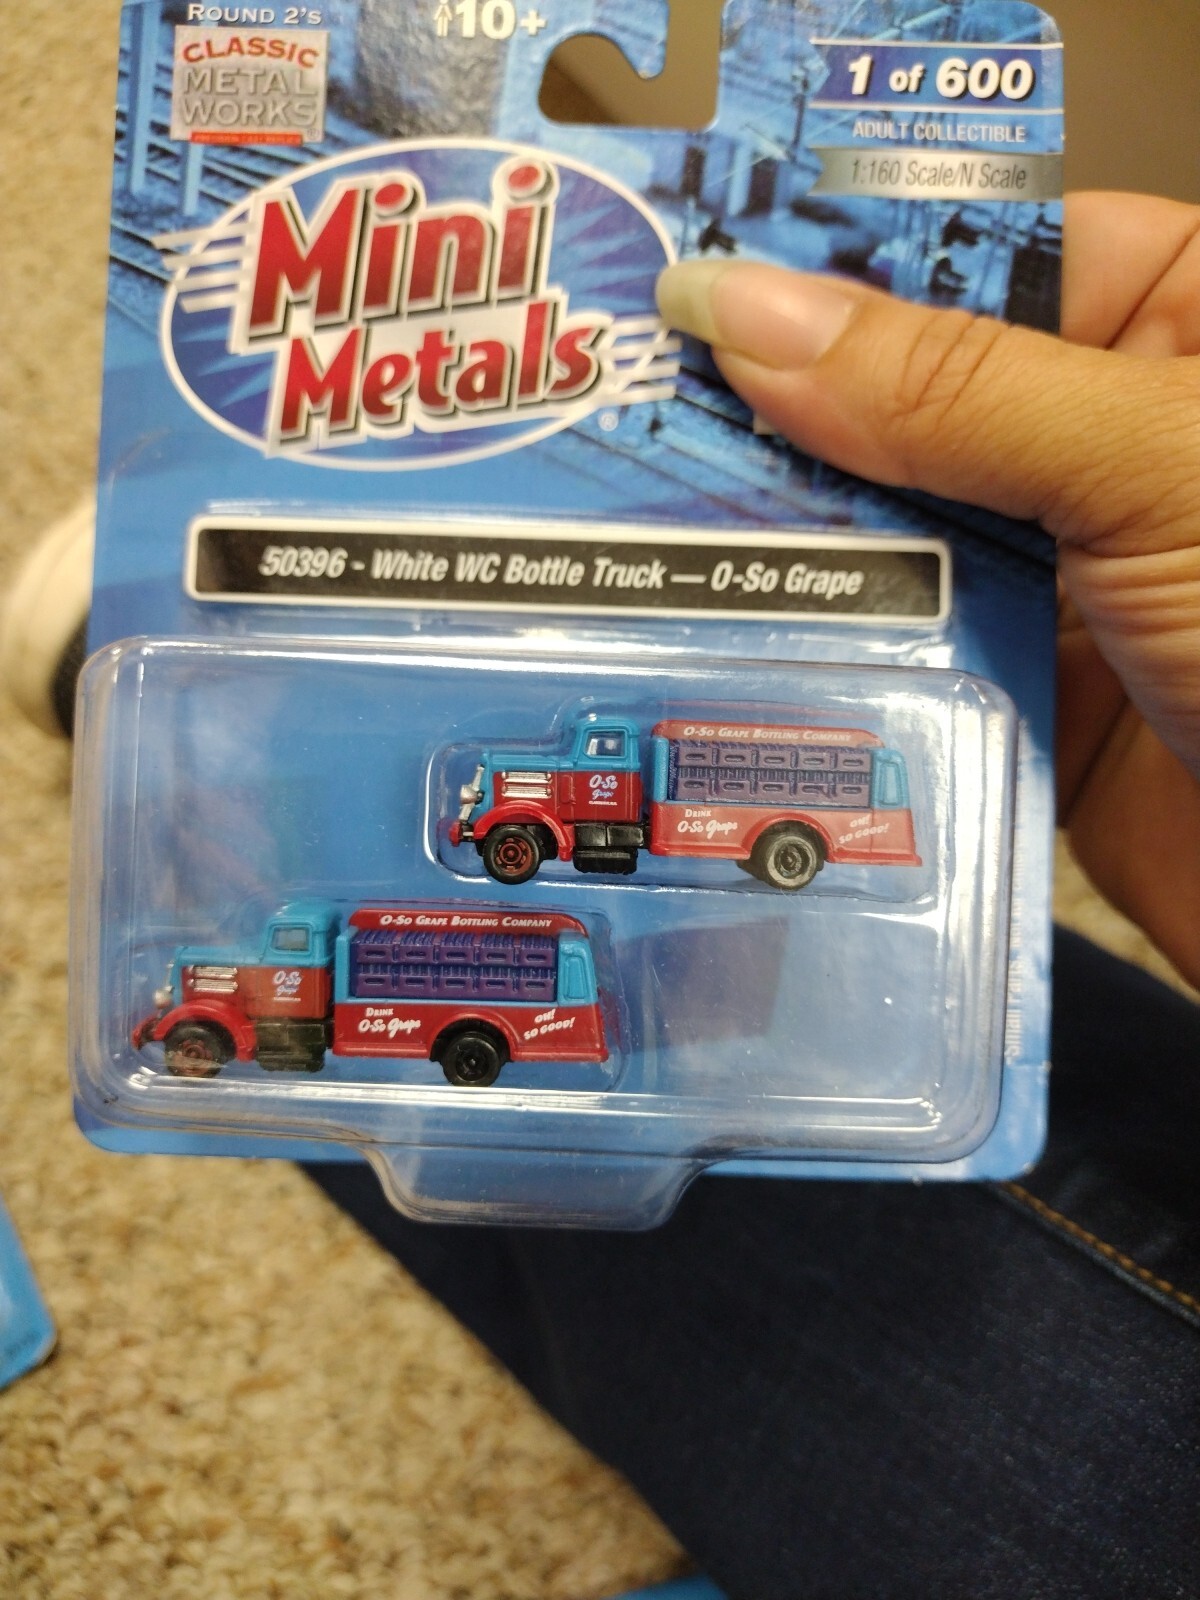 ROUND 2'S
CLASSIC
METAL
WORKS
10+
1 of 600
ADULT COLLECTIBLE
1:160 Scale/N Scale
Mini
Metals
®
50396 - White WC Bottle Truck — O-So Grape
O-So Grape Bottling Company
O-So
Grape
Drink
O-So Grape
OH!
SO GOOD!
O-So Grape Bottling Company
O-So
Grape
Drink
O-So Grape
OH!
SO GOOD!
Small Parts.